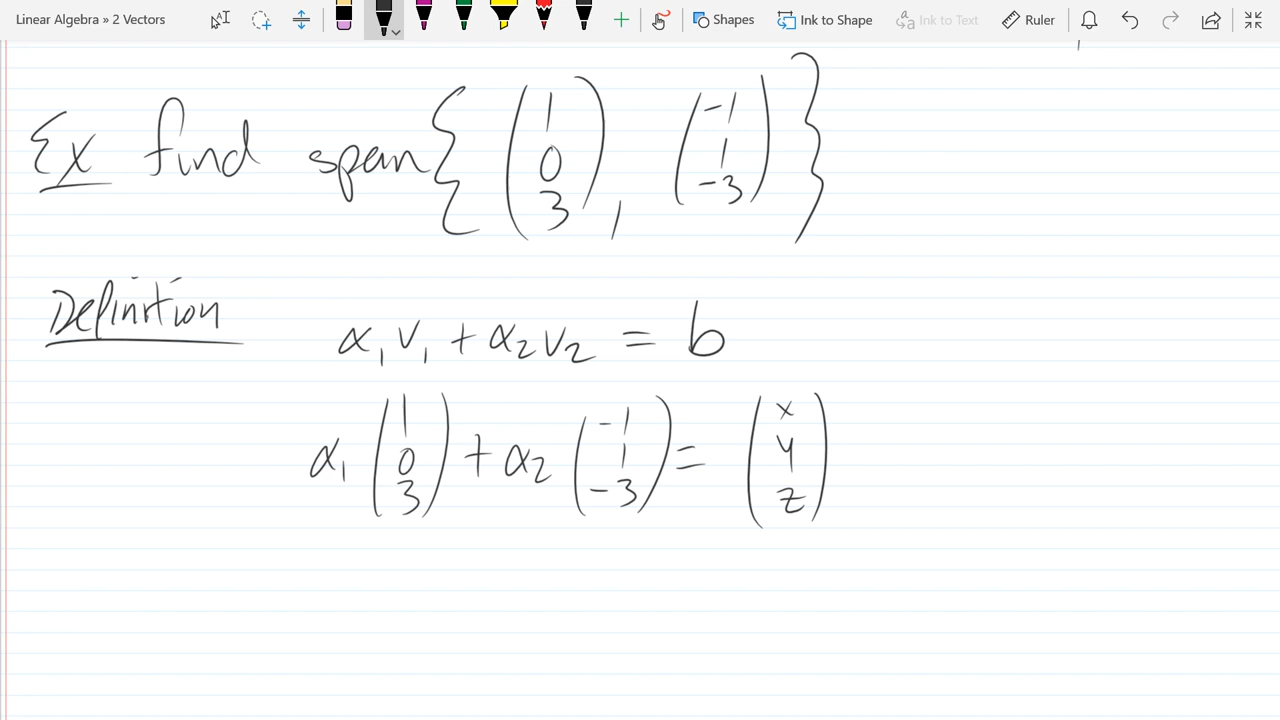 Linear Algebra » 2 Vectors
Shapes
Ink to Shape
Ink to Text
Ruler
Ex find span{ (1 0 3), (-1 1 -3) }
Definition
α₁v₁ + α₂v₂ = b
α₁ (1 0 3) + α₂ (-1 1 -3) = (x y z)